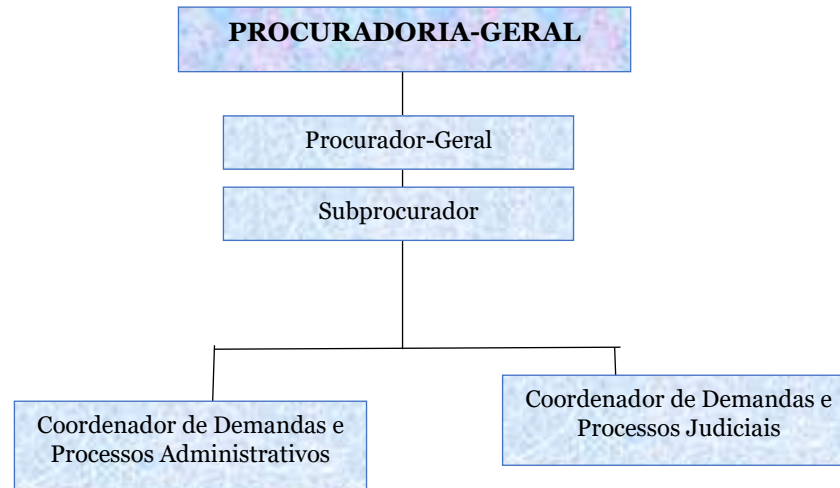 PROCURADORIA-GERAL
Procurador-Geral
Subprocurador
Coordenador de Demandas e
Processos Administrativos
Coordenador de Demandas e
Processos Judiciais